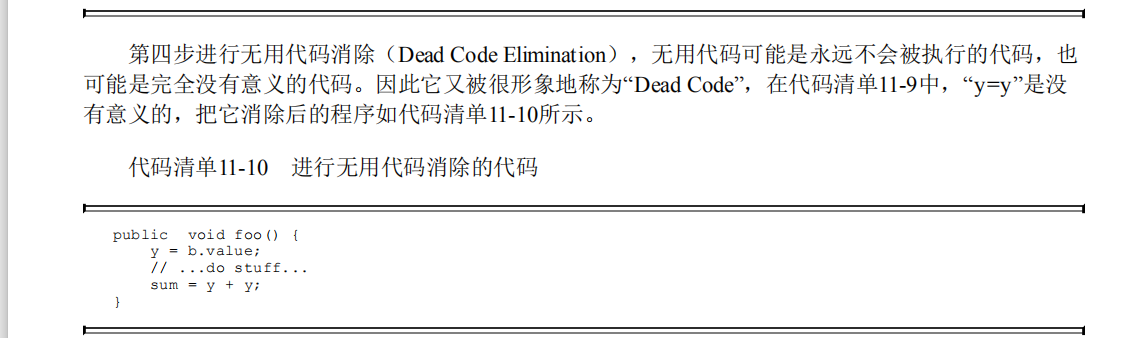 第四步进行无用代码消除（Dead Code Elimination），无用代码可能是永远不会被执行的代码，也
可能是完全没有意义的代码。因此它又被很形象地称为“Dead Code”，在代码清单11-9中，“y=y”是没
有意义的，把它消除后的程序如代码清单11-10所示。
代码清单11-10　进行无用代码消除的代码
public  void foo() {
    y = b.value;
    // ...do stuff...
    sum = y + y;
}